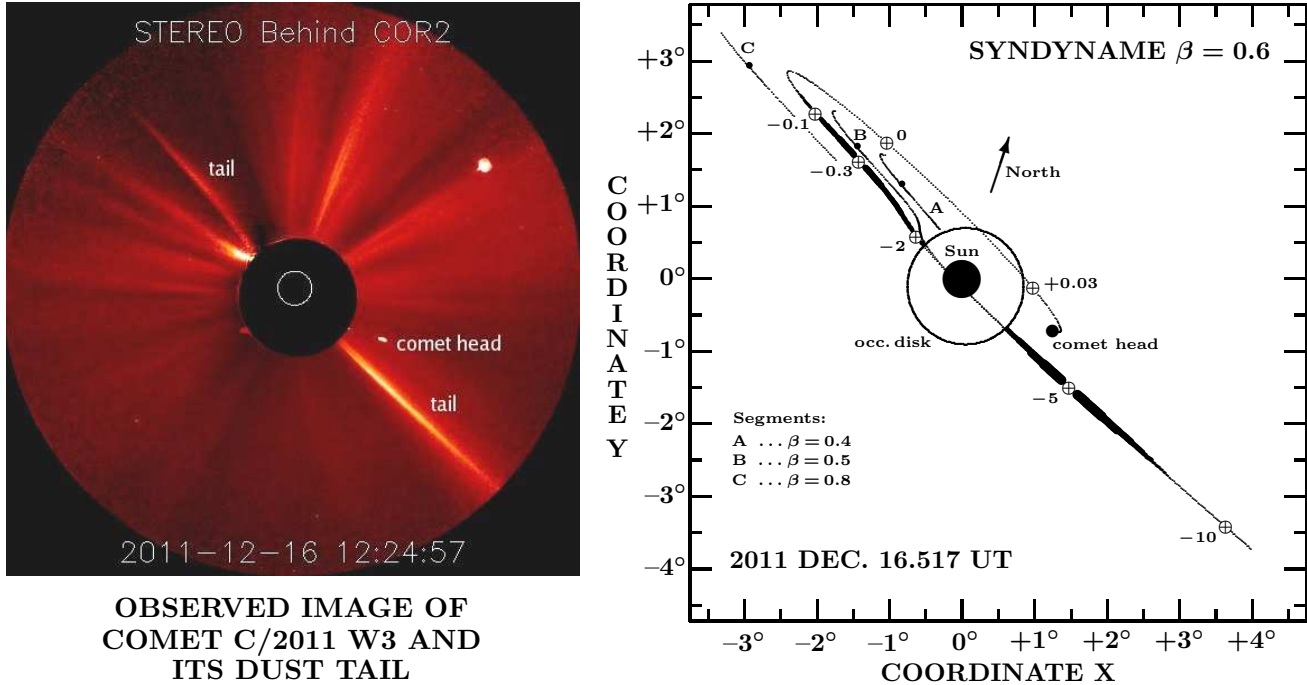 STEREO Behind COR2
tail
comet head
tail
2011-12-16 12:24:57
OBSERVED IMAGE OF
COMET C/2011 W3 AND
ITS DUST TAIL
SYNDYNAME β = 0.6
C
B
A
−0.1
0
−0.3
−2
+0.03
−5
−10
North
Sun
occ. disk
comet head
Segments:
A ... β = 0.4
B ... β = 0.5
C ... β = 0.8
2011 DEC. 16.517 UT
COORDINATE Y
+3°
+2°
+1°
0°
−1°
−2°
−3°
−4°
−3° −2° −1° 0° +1° +2° +3° +4°
COORDINATE X